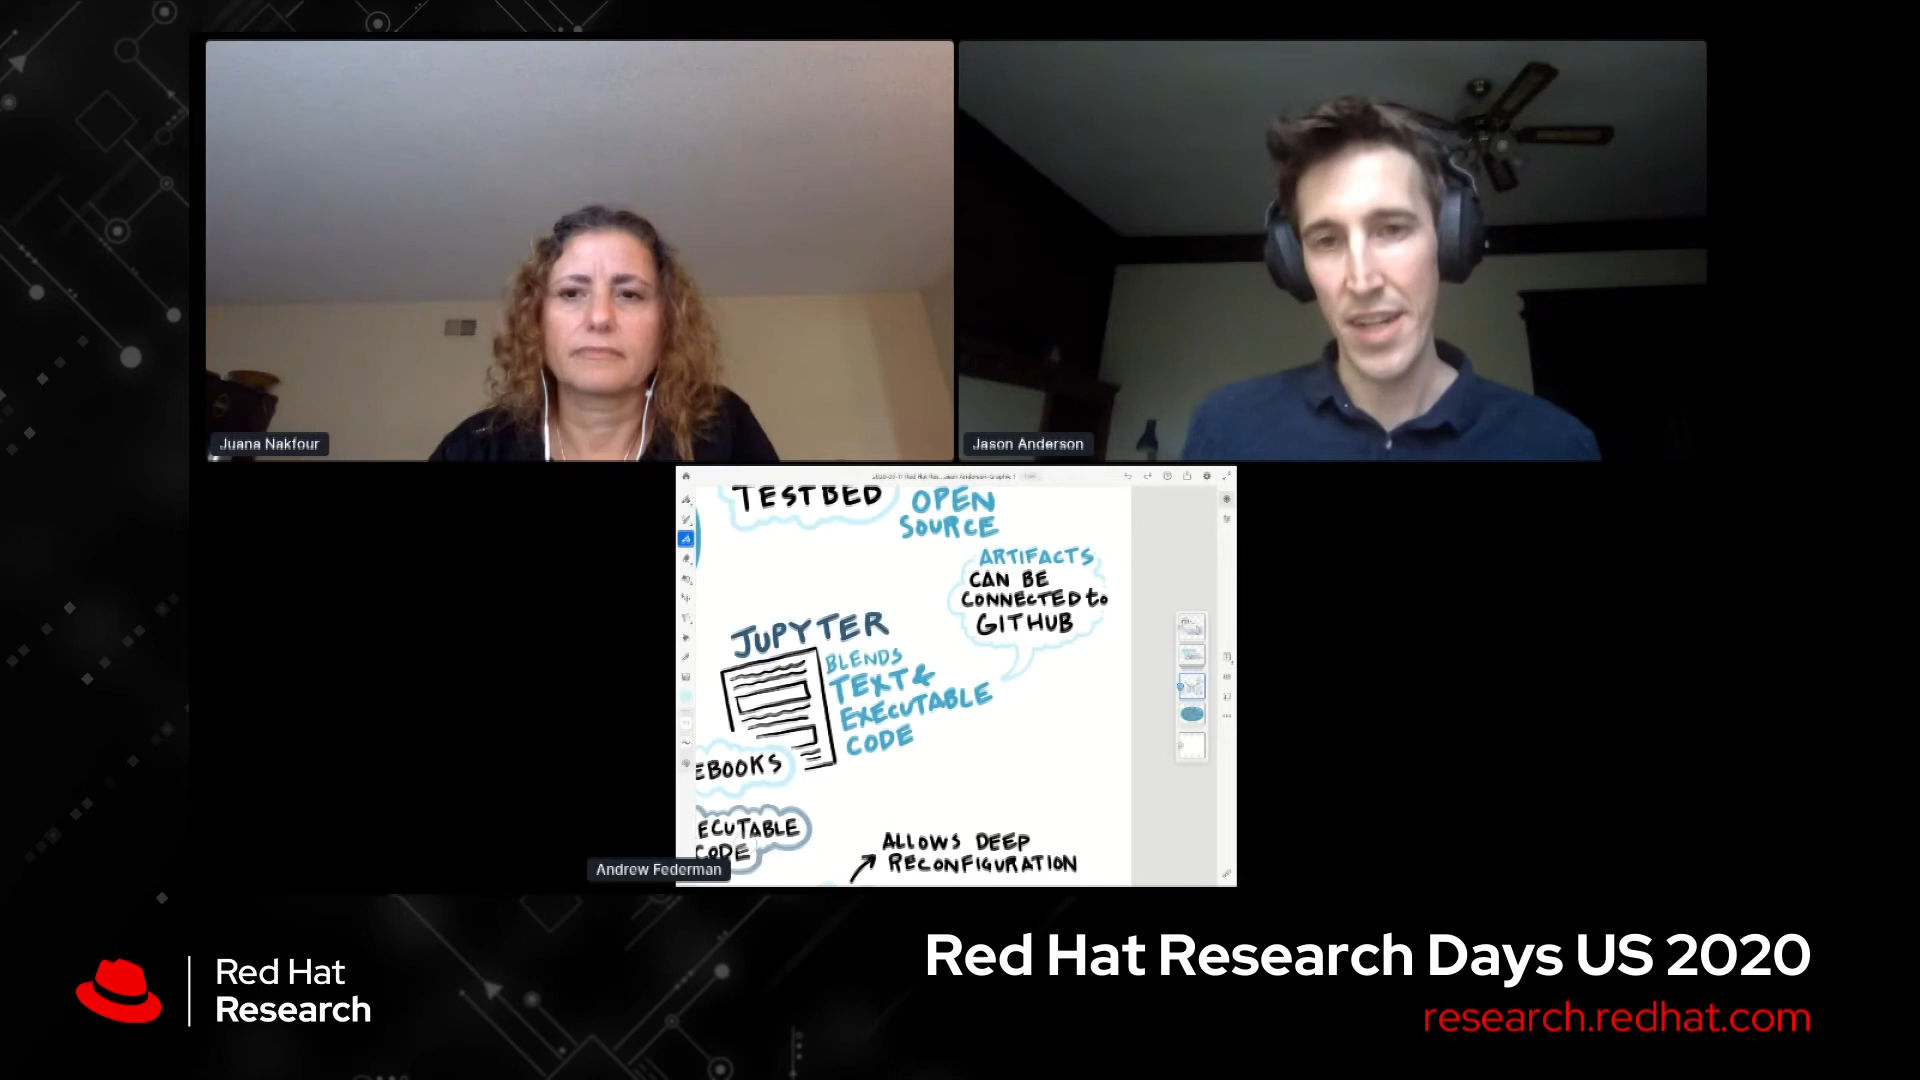 Juana Nakfour
Jason Anderson
TESTBED
OPEN
SOURCE
ARTIFACTS
CAN BE
CONNECTED to
GITHUB
JUPYTER
BLENDS
TEXT &
EXECUTABLE
CODE
EBOOKS
ECUTABLE
CODE
ALLOWS DEEP
RECONFIGURATION
Andrew Federman
Red Hat
Research
Red Hat Research Days US 2020
research.redhat.com